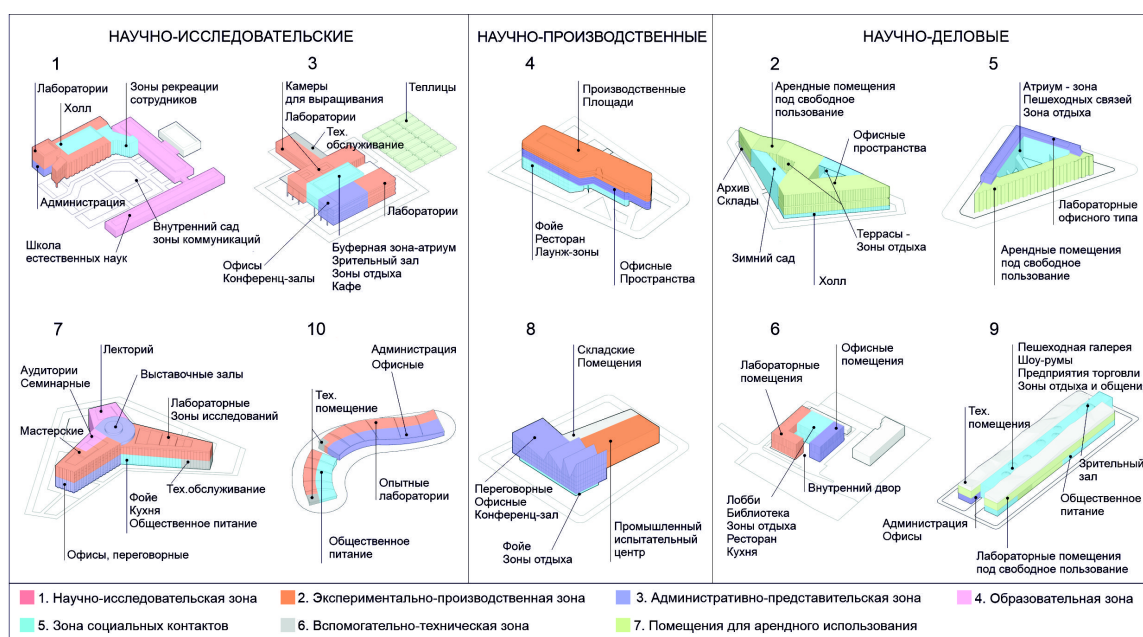 НАУЧНО-ИССЛЕДОВАТЕЛЬСКИЕ
1
Лаборатории
Холл
Зоны рекреации
сотрудников
Администрация
Внутренний сад
зоны коммуникаций
Школа
естественных наук
3
Камеры
для выращивания
Лаборатории
Тех.
обслуживание
Теплицы
Лаборатории
Офисы
Конференц-залы
Буферная зона-атриум
Зрительный зал
Зоны отдыха
Кафе
7
Лекторий
Аудитории
Семинарные
Выставочные залы
Лабораторные
Зоны исследований
Мастерские
Тех.обслуживание
Фойе
Кухня
Общественное питание
Офисы, переговорные
10
Администрация
Офисные
Тех.
помещение
Опытные
лаборатории
Общественное
питание
НАУЧНО-ПРОИЗВОДСТВЕННЫЕ
4
Производственные
Площади
Фойе
Ресторан
Лаунж-зоны
Офисные
Пространства
8
Складские
Помещения
Переговорные
Офисные
Конференц-зал
Фойе
Зоны отдыха
Промышленный
испытательный
центр
НАУЧНО-ДЕЛОВЫЕ
2
Арендные помещения
под свободное
пользование
Офисные
пространства
Архив
Склады
Террасы -
Зоны отдыха
Зимний сад
Холл
5
Атриум - зона
Пешеходных связей
Зона отдыха
Лабораторные
офисного типа
Арендные помещения
под свободное
пользование
6
Лабораторные
помещения
Офисные
помещения
Внутренний двор
Лобби
Библиотека
Зоны отдыха
Ресторан
Кухня
9
Пешеходная галерея
Шоу-румы
Предприятия торговли
Зоны отдыха и общени
Тех.
помещения
Зрительный
зал
Общественное
питание
Администрация
Офисы
Лабораторные помещения
под свободное пользование
1. Научно-исследовательская зона
2. Экспериментально-производственная зона
3. Административно-представительская зона
4. Образовательная зона
5. Зона социальных контактов
6. Вспомогательно-техническая зона
7. Помещения для арендного использования